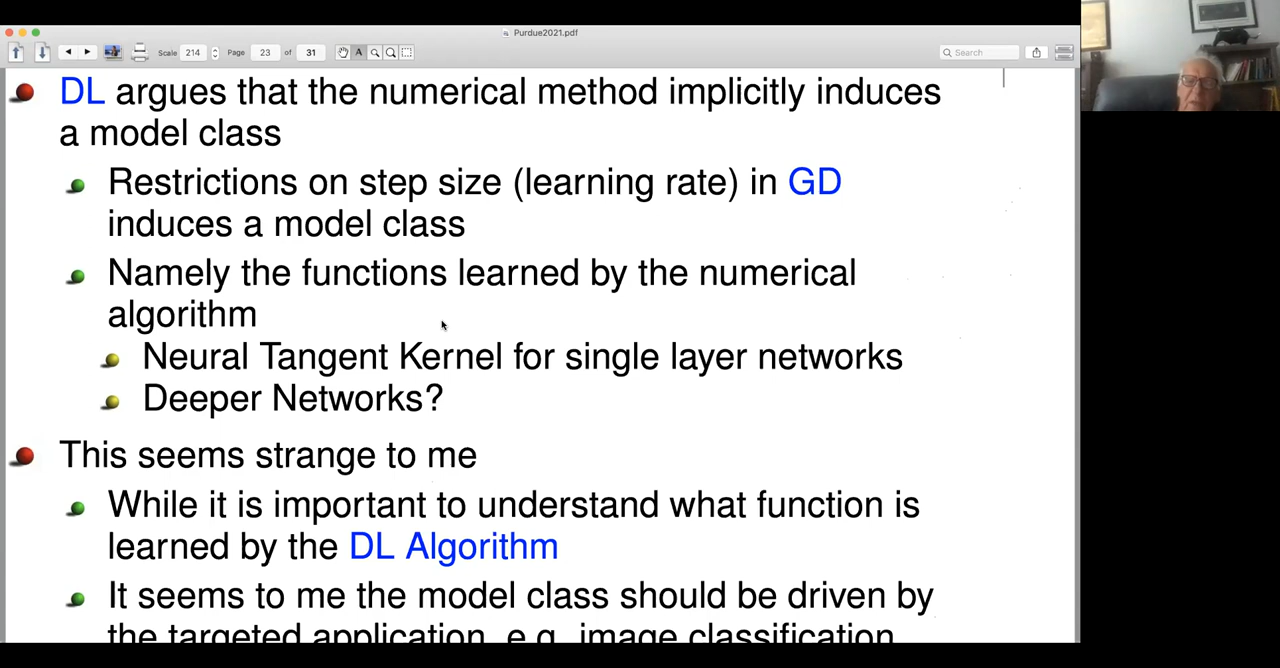 Purdue2021.pdf
Scale 214 Page 23 of 31 A Search
DL argues that the numerical method implicitly induces
a model class
Restrictions on step size (learning rate) in GD
induces a model class
Namely the functions learned by the numerical
algorithm
Neural Tangent Kernel for single layer networks
Deeper Networks?
This seems strange to me
While it is important to understand what function is
learned by the DL Algorithm
It seems to me the model class should be driven by
the targeted application, e.g. image classification